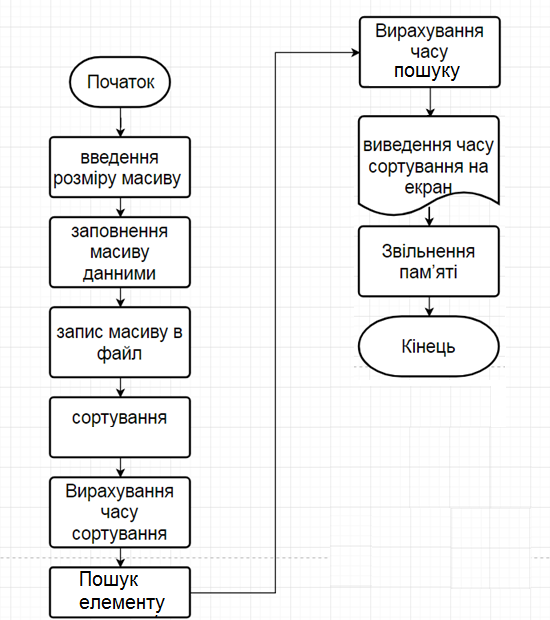 Початок
введення
розміру масиву
заповнення
масиву
данними
запис масиву в
файл
сортування
Вирахування
часу
сортування
Пошук
елементу
Вирахування
часу
пошуку
виведення часу
сортування на
екран
Звільнення
пам'яті
Кінець